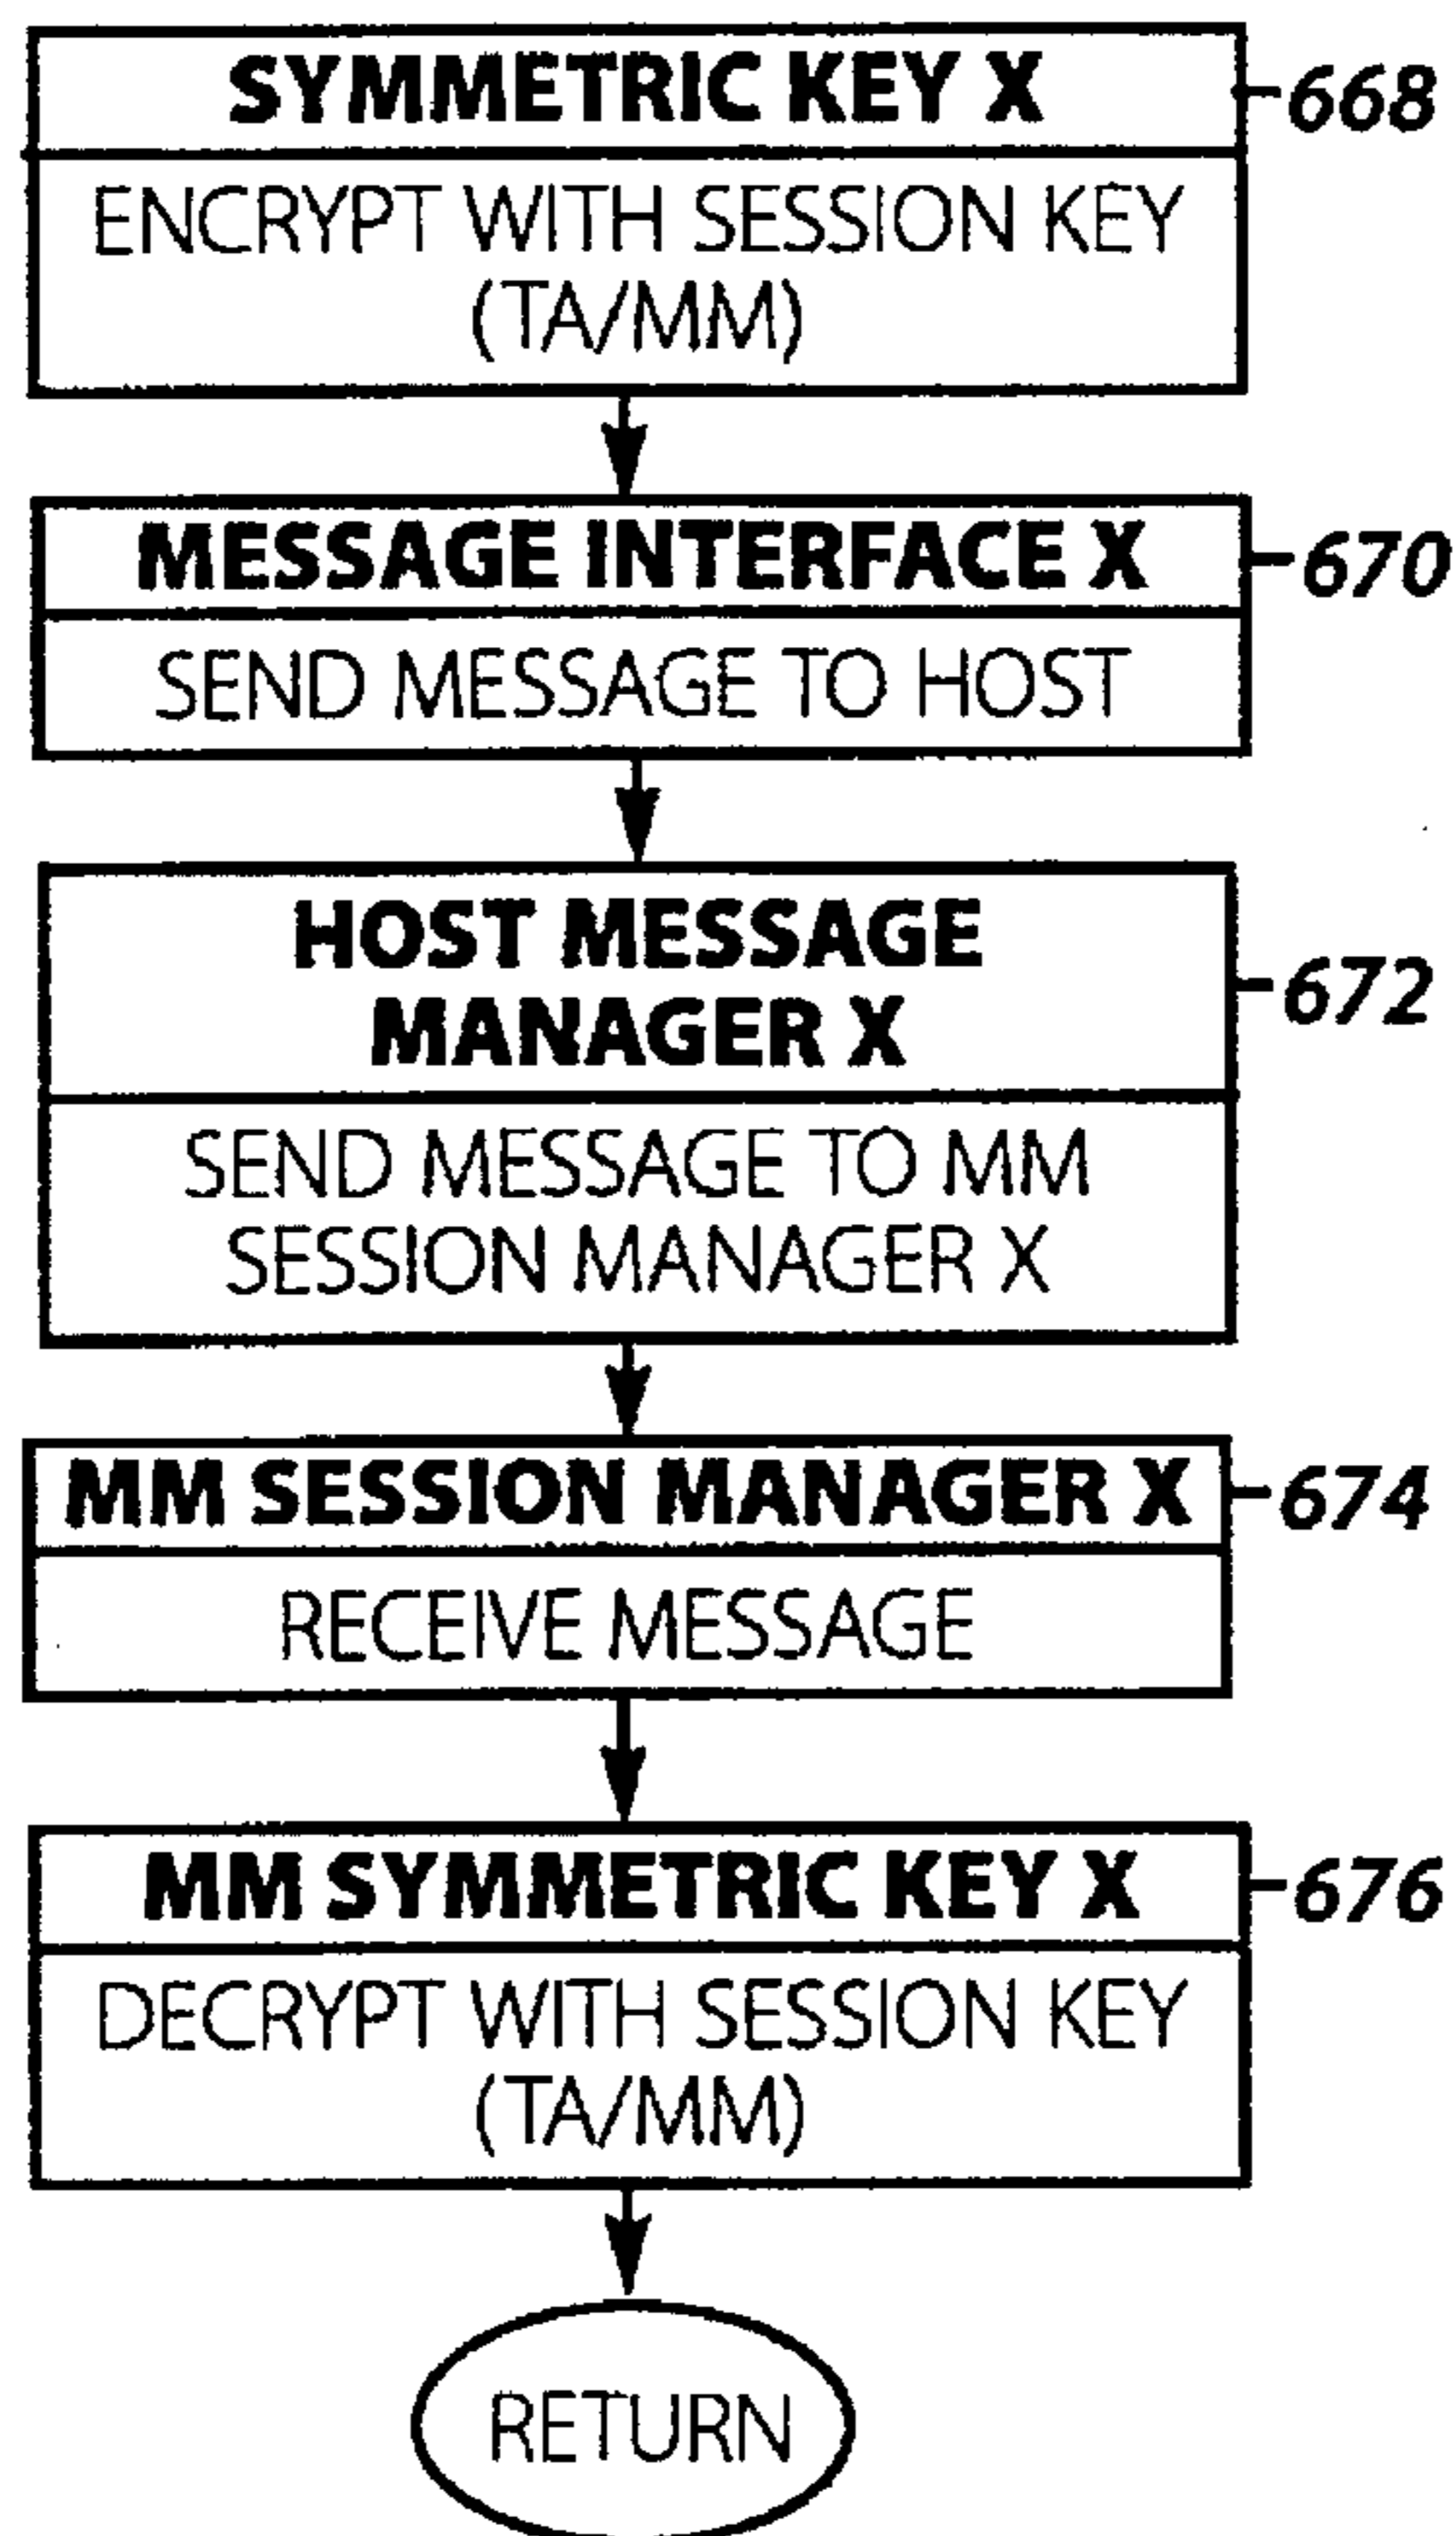 SYMMETRIC KEY X
668
ENCRYPT WITH SESSION KEY
(TA/MM)
MESSAGE INTERFACE X
670
SEND MESSAGE TO HOST
HOST MESSAGE
MANAGER X
672
SEND MESSAGE TO MM
SESSION MANAGER X
MM SESSION MANAGER X
674
RECEIVE MESSAGE
MM SYMMETRIC KEY X
676
DECRYPT WITH SESSION KEY
(TA/MM)
RETURN